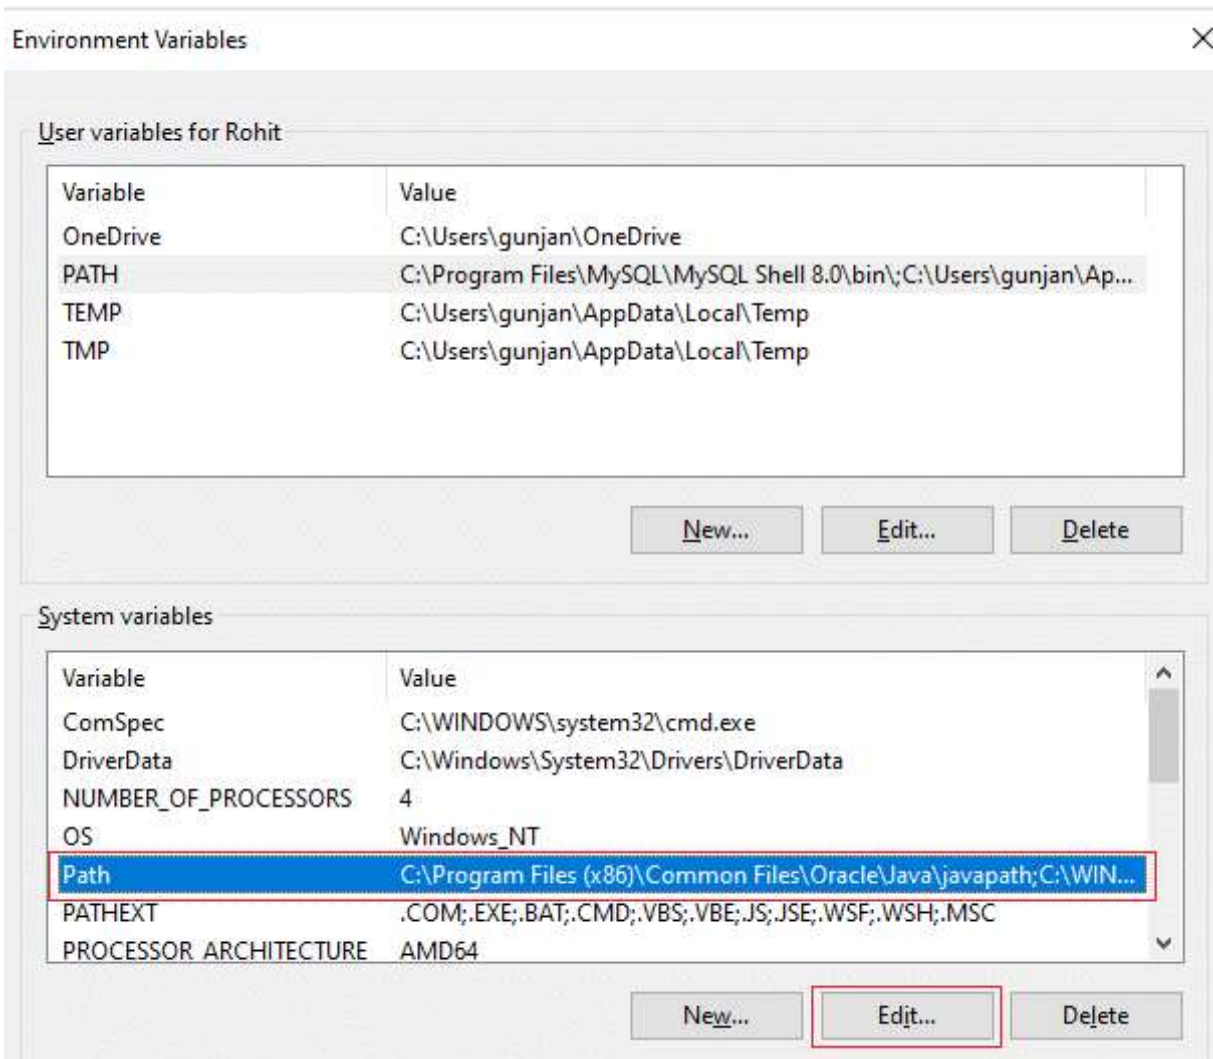 Environment Variables
User variables for Rohit
Variable Value
OneDrive C:\Users\gunjan\OneDrive
PATH C:\Program Files\MySQL\MySQL Shell 8.0\bin\;C:\Users\gunjan\Ap...
TEMP C:\Users\gunjan\AppData\Local\Temp
TMP C:\Users\gunjan\AppData\Local\Temp
New... Edit... Delete
System variables
Variable Value
ComSpec C:\WINDOWS\system32\cmd.exe
DriverData C:\Windows\System32\Drivers\DriverData
NUMBER_OF_PROCESSORS 4
OS Windows_NT
Path C:\Program Files (x86)\Common Files\Oracle\Java\javapath;C:\WIN...
PATHEXT .COM;.EXE;.BAT;.CMD;.VBS;.VBE;.JS;.JSE;.WSF;.WSH;.MSC
PROCESSOR_ARCHITECTURE AMD64
New... Edit... Delete